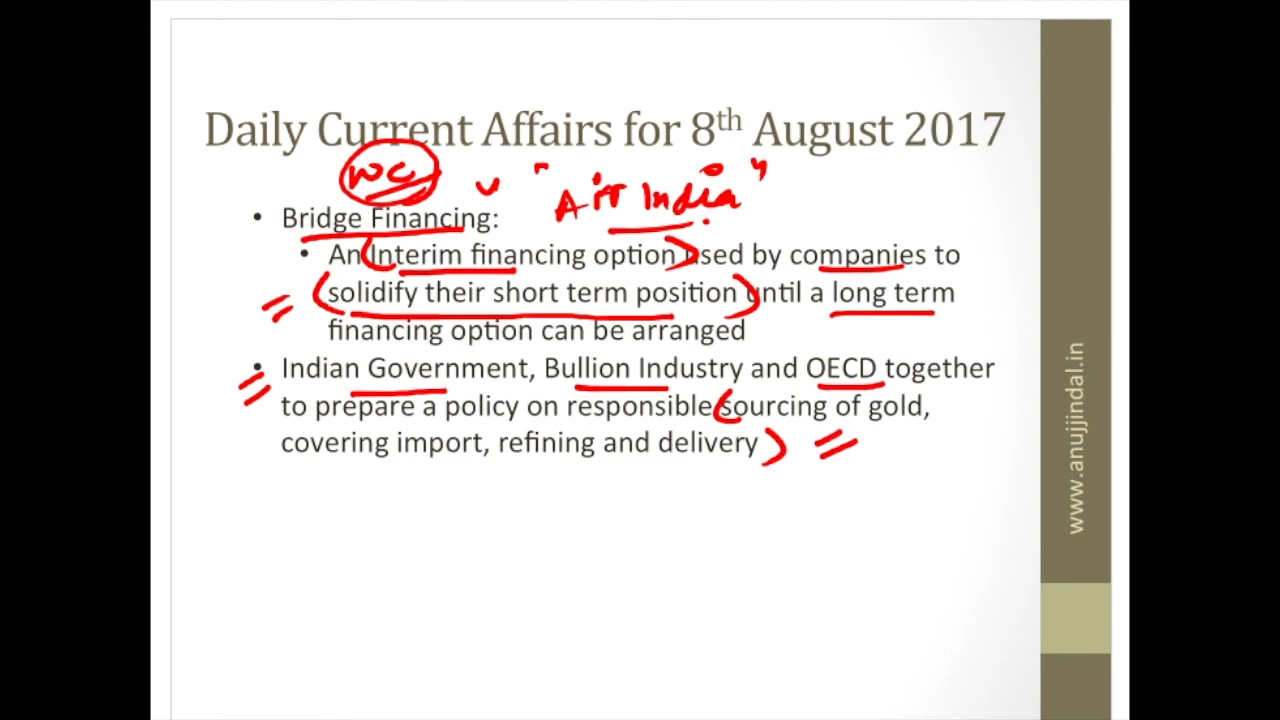 Daily Current Affairs for 8th August 2017
WC
"Air India"
• Bridge Financing:
• An Interim financing option used by companies to
solidify their short term position until a long term
financing option can be arranged
• Indian Government, Bullion Industry and OECD together
to prepare a policy on responsible sourcing of gold,
covering import, refining and delivery
www.anujjindal.in